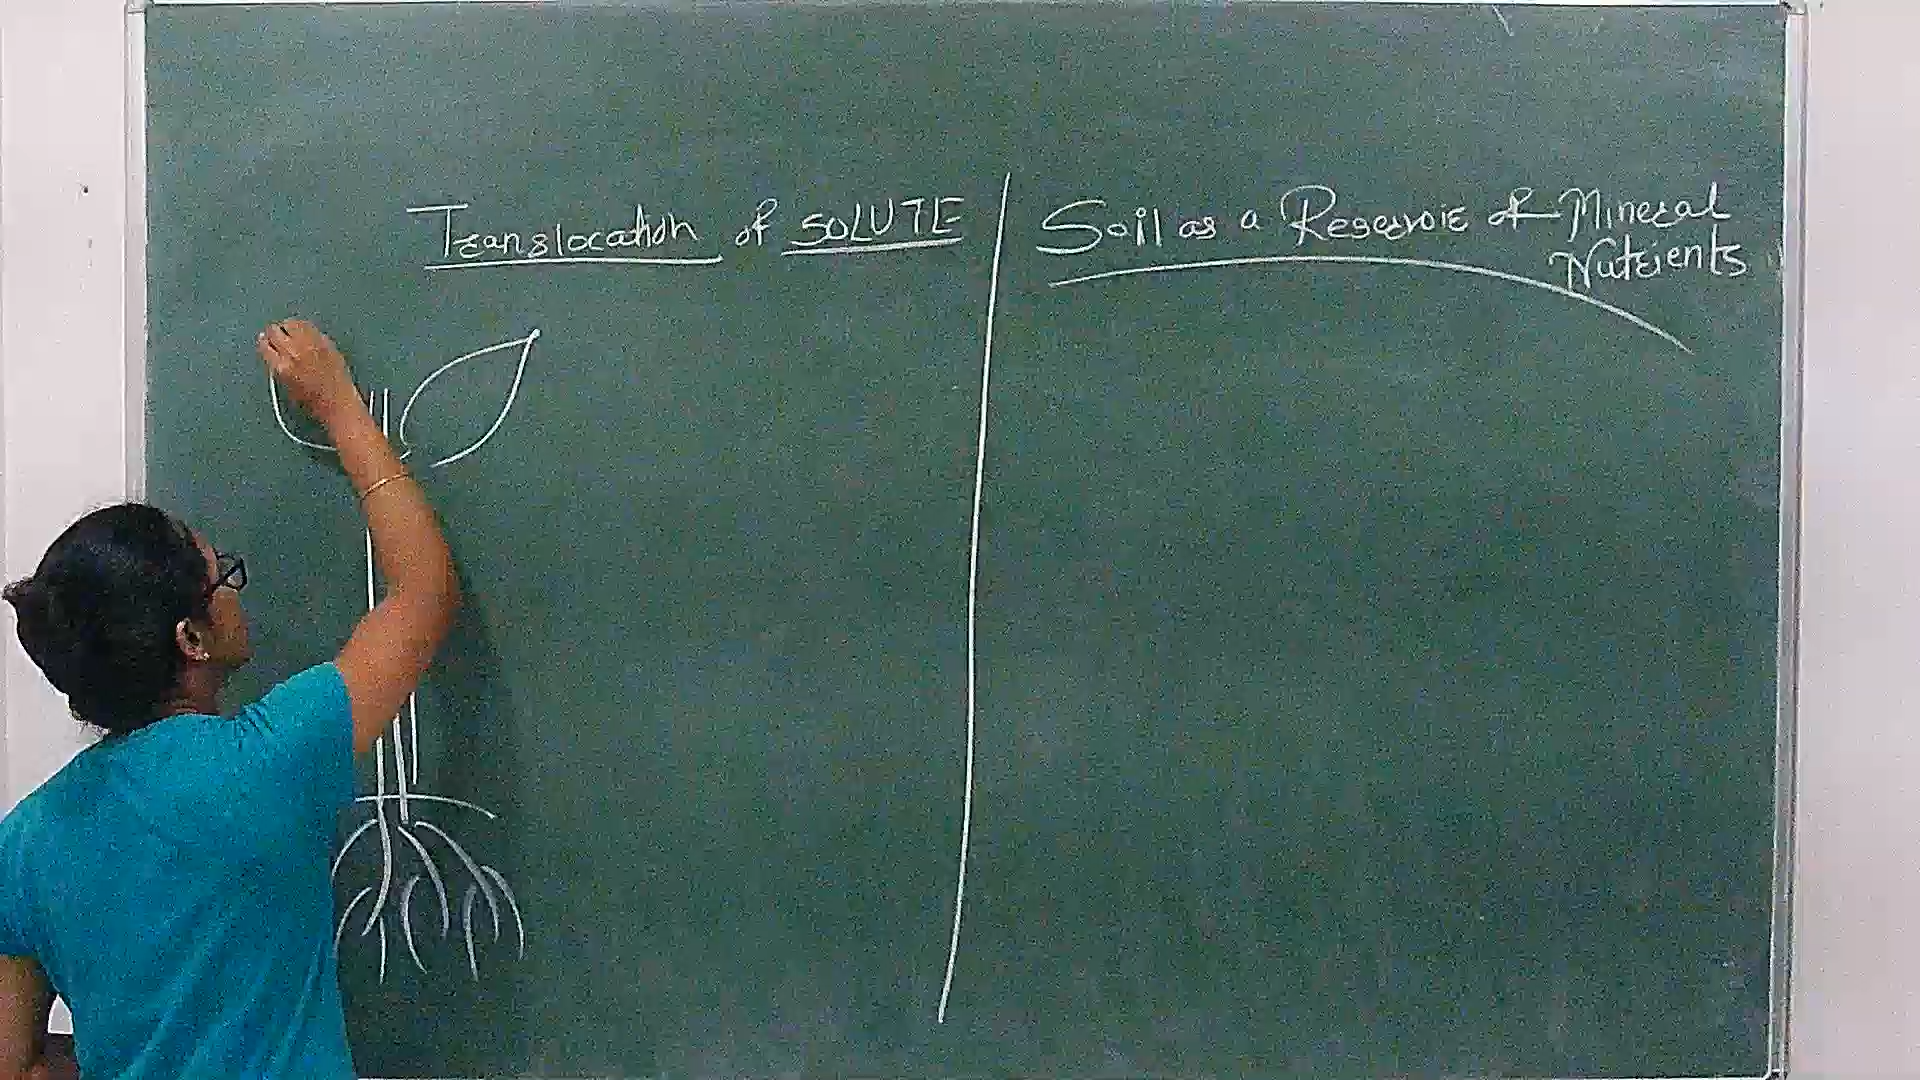 Translocation of SOLUTE
Soil as a Reservoir of Mineral
Nutrients